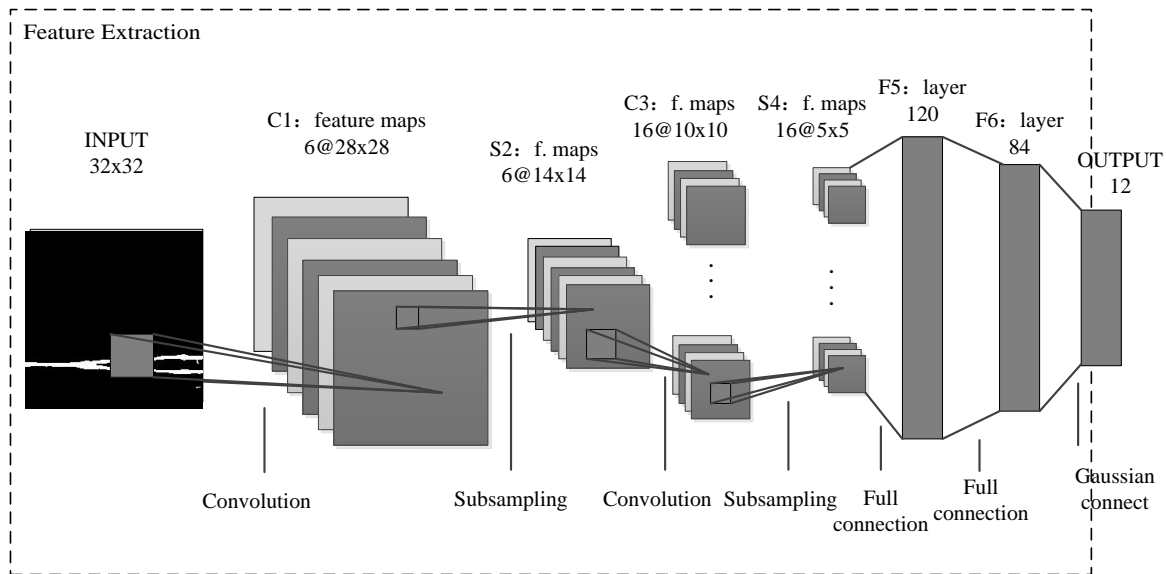 Feature Extraction
INPUT
32x32
C1：feature maps
6@28x28
S2：f. maps
6@14x14
C3：f. maps
16@10x10
S4：f. maps
16@5x5
F5：layer
120
F6：layer
84
OUTPUT
12
Convolution
Subsampling
Convolution
Subsampling
Full
connection
Full
connection
Gaussian
connect